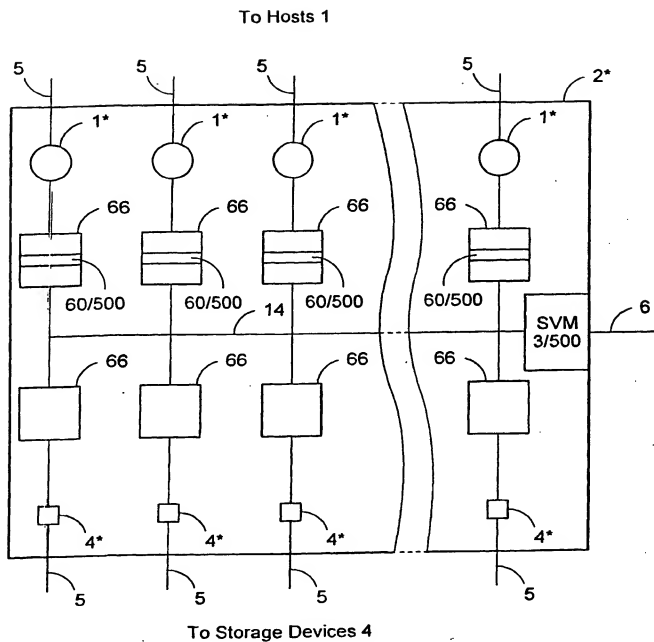 To Hosts 1
5 5 5 5 2*
1* 1* 1* 1*
66 66 66 66
60/500 60/500 60/500 60/500
14
SVM
3/500
6
66 66 66 66
4* 4* 4* 4*
5 5 5 5
To Storage Devices 4